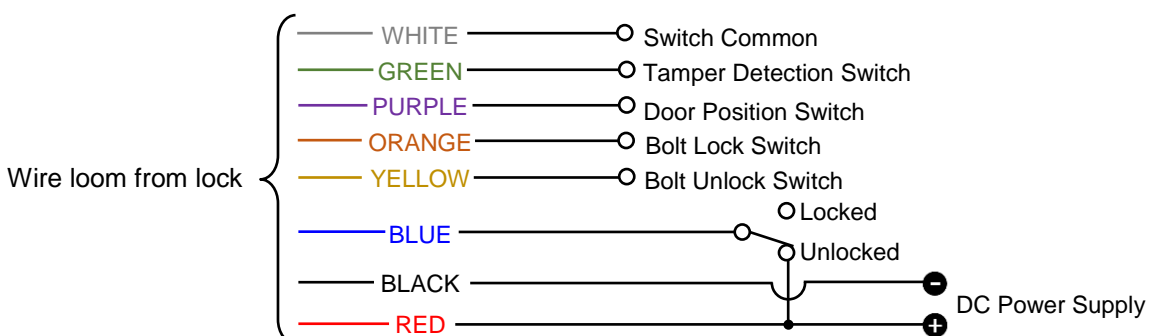 WHITE Switch Common
GREEN Tamper Detection Switch
PURPLE Door Position Switch
ORANGE Bolt Lock Switch
Wire loom from lock
YELLOW Bolt Unlock Switch
Locked
BLUE
Unlocked
BLACK -
DC Power Supply
RED +